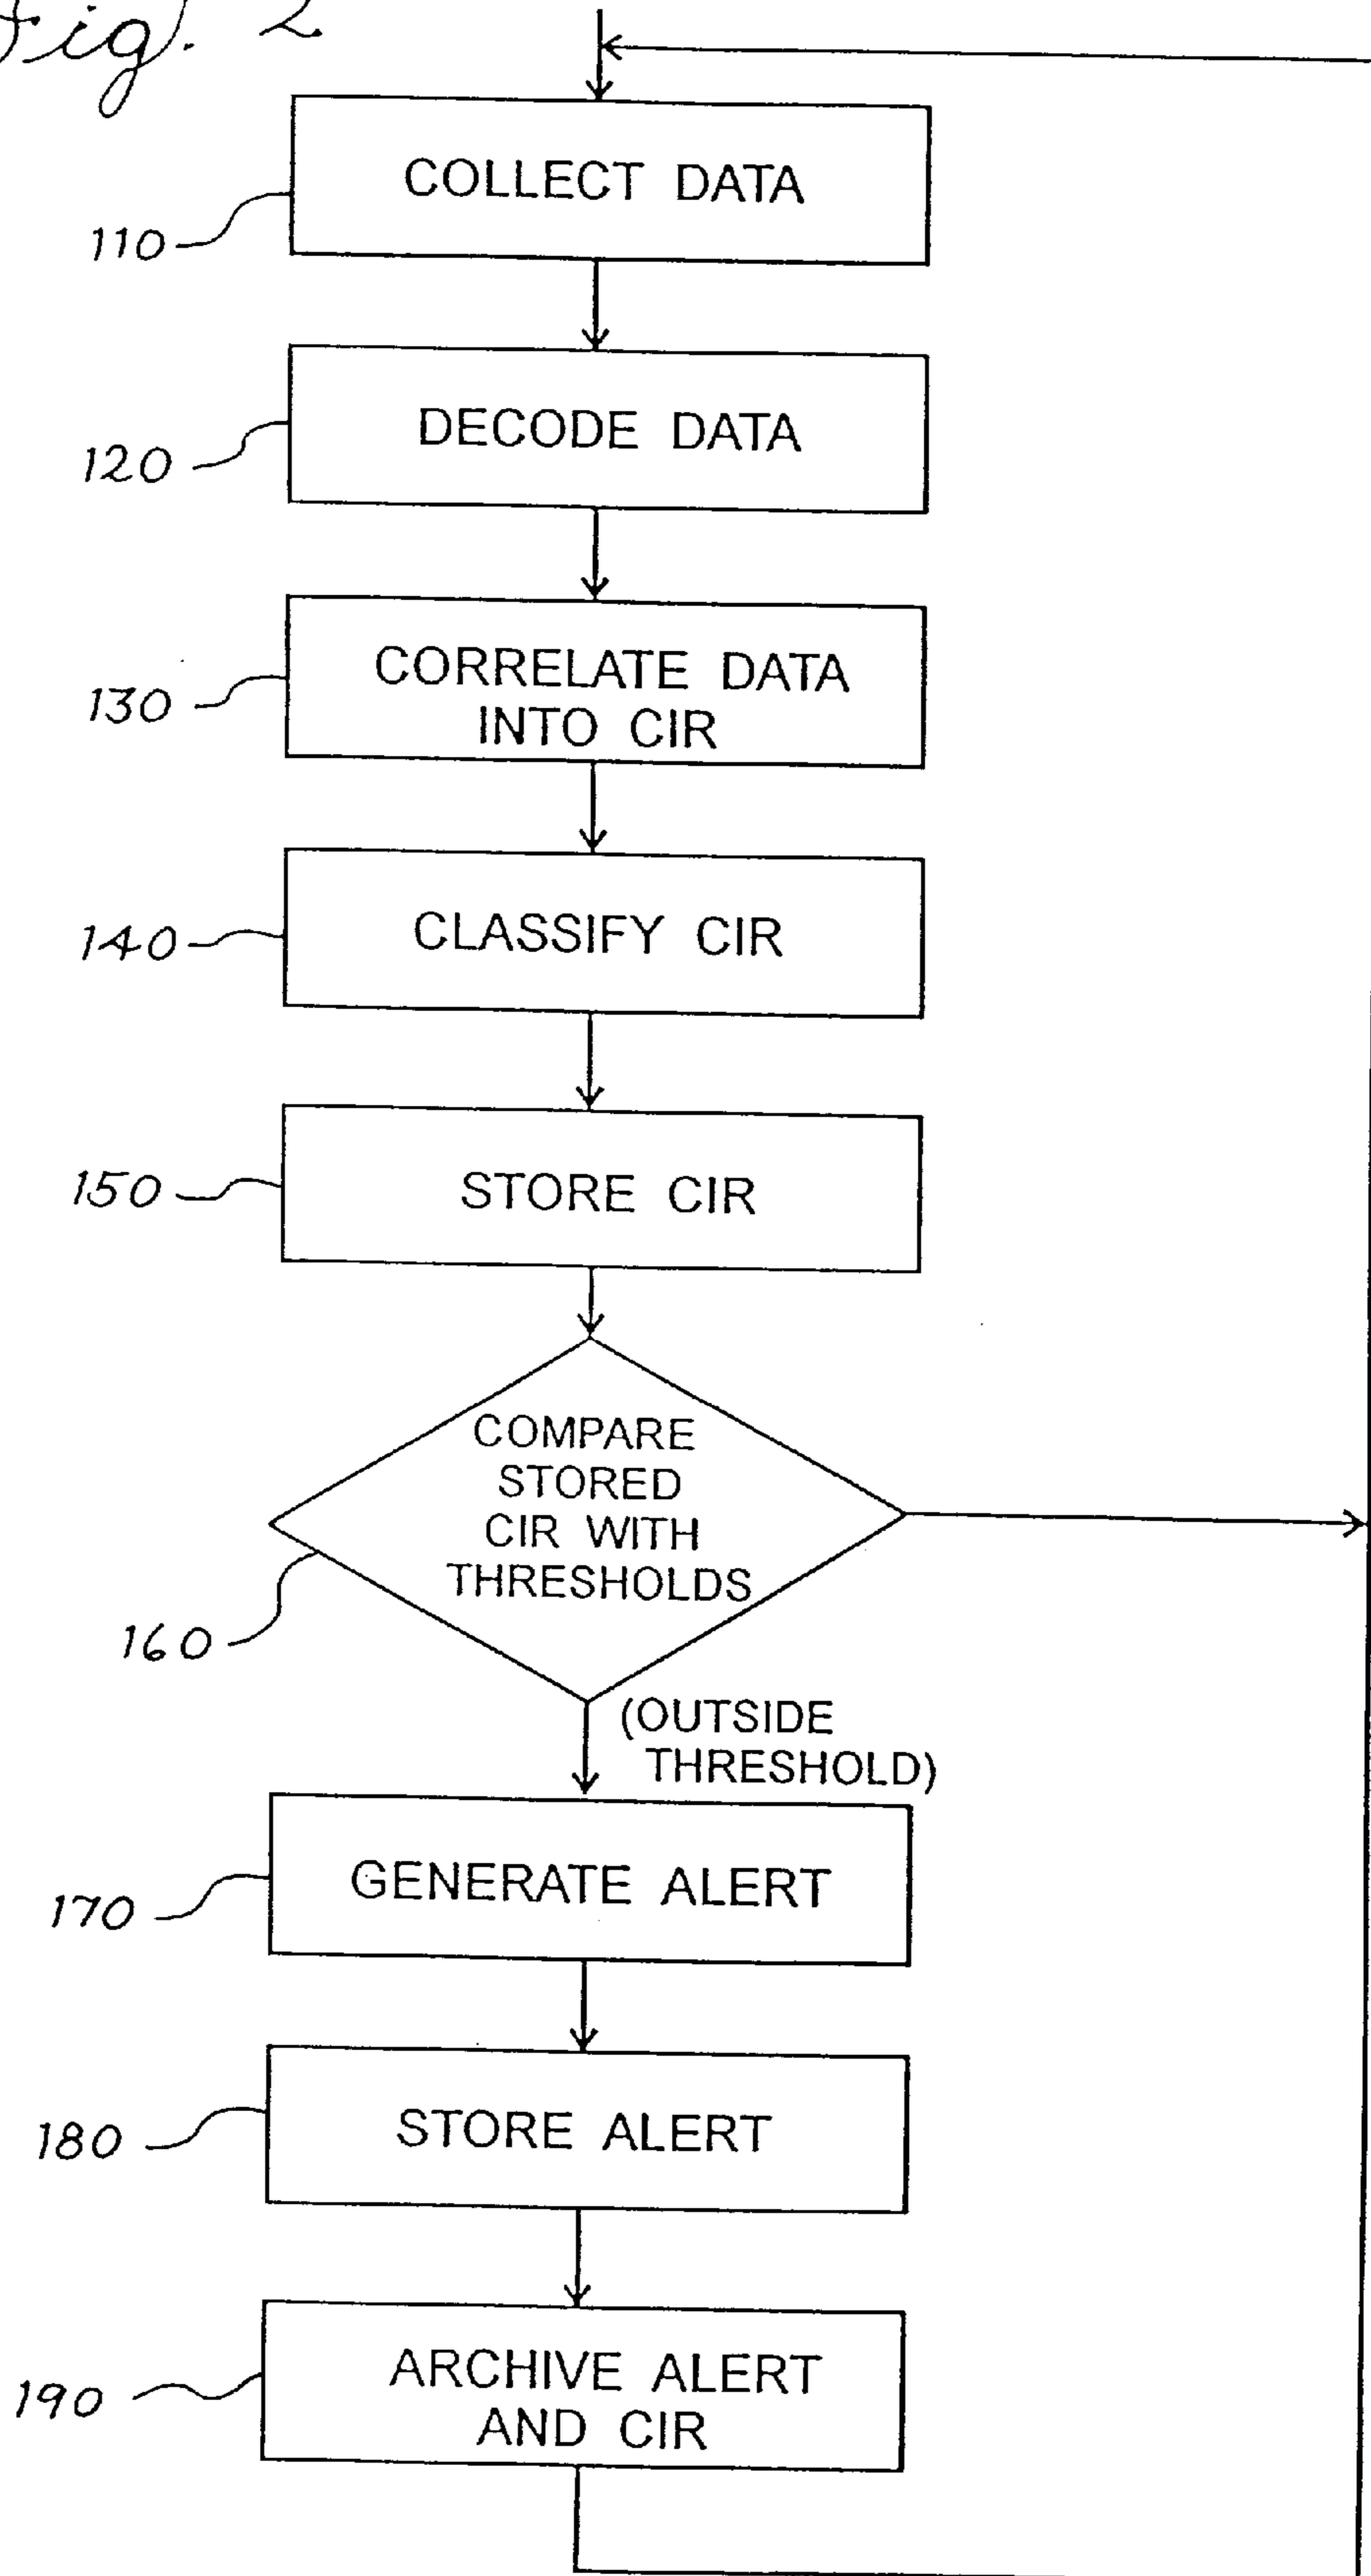 Fig. 2
COLLECT DATA
110
DECODE DATA
120
CORRELATE DATA
INTO CIR
130
CLASSIFY CIR
140
STORE CIR
150
COMPARE
STORED
CIR WITH
THRESHOLDS
160
(OUTSIDE
THRESHOLD)
GENERATE ALERT
170
STORE ALERT
180
ARCHIVE ALERT
AND CIR
190